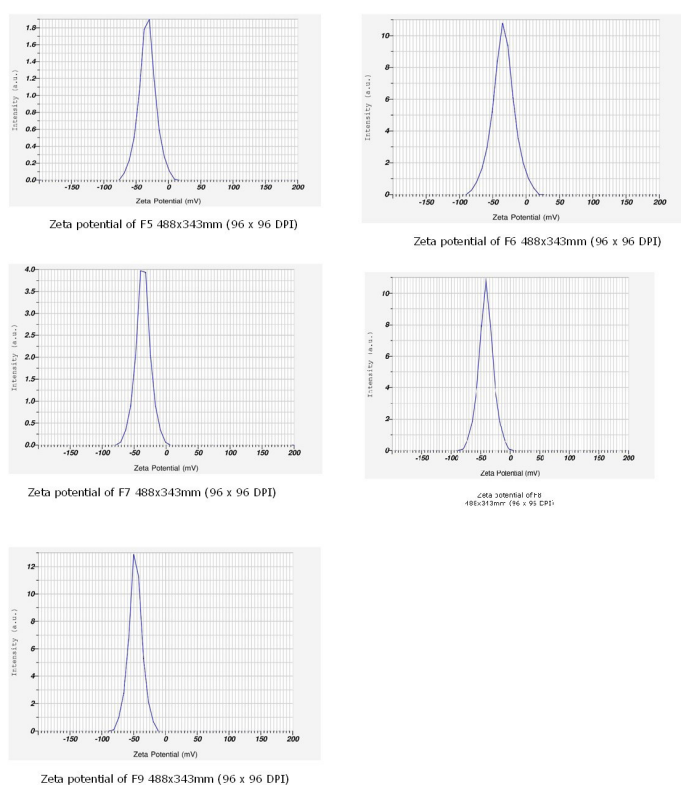 1.8
1.6
1.4
1.2
1.0
0.8
0.6
0.4
0.2
0.0
Intensity (a.u.)
-150 -100 -50 0 50 100 150 200
Zeta Potential (mV)
Zeta potential of F5 488x343mm (96 x 96 DPI)
10
8
6
4
2
0
Intensity (a.u.)
-150 -100 -50 0 50 100 150 200
Zeta Potential (mV)
Zeta potential of F6 488x343mm (96 x 96 DPI)
4.0
3.5
3.0
2.5
2.0
1.5
1.0
0.5
0.0
Intensity (a.u.)
-150 -100 -50 0 50 100 150 200
Zeta Potential (mV)
Zeta potential of F7 488x343mm (96 x 96 DPI)
10
8
6
4
2
0
Intensity (a.u.)
-150 -100 -50 0 50 100 150 200
Zeta Potential (mV)
Zeta potential of F8
488x343mm (96 x 96 DPI)
12
10
8
6
4
2
0
Intensity (a.u.)
-150 -100 -50 0 50 100 150 200
Zeta Potential (mV)
Zeta potential of F9 488x343mm (96 x 96 DPI)